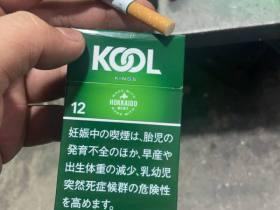 KOOL
KINGS
MADE WITH
HOKKAIDO
MINT
12
妊娠中の喫煙は、胎児の
発育不全のほか、早産や
出生体重の減少、乳幼児
突然死症候群の危険性
を高めます。